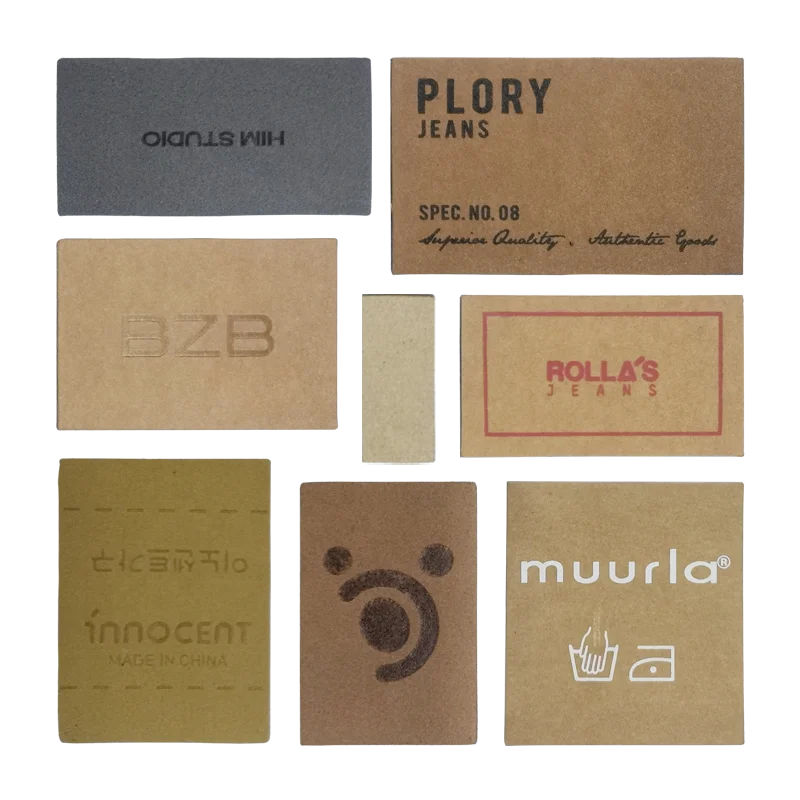 HIM STUDIO
PLORY
JEANS
SPEC. NO. 08
Superior Quality . Authentic Goods
BZB
ROLLA'S
JEANS
INNOCENT
MADE IN CHINA
muurla®